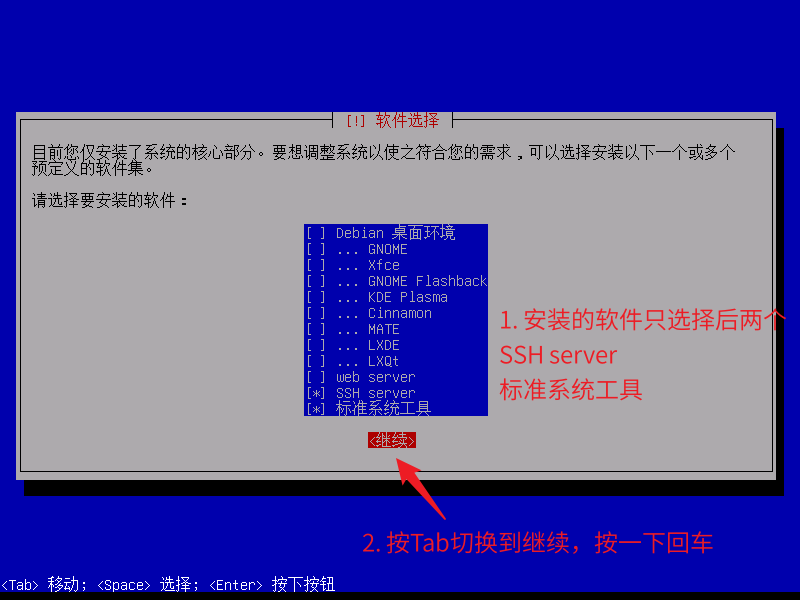 [!] 软件选择
目前您仅安装了系统的核心部分。要想调整系统以使之符合您的需求，可以选择安装以下一个或多个
预定义的软件集。
请选择要安装的软件：
[ ] Debian 桌面环境
[ ] ... GNOME
[ ] ... Xfce
[ ] ... GNOME Flashback
[ ] ... KDE Plasma
[ ] ... Cinnamon
[ ] ... MATE
[ ] ... LXDE
[ ] ... LXQt
[ ] web server
[*] SSH server
[*] 标准系统工具
1. 安装的软件只选择后两个
SSH server
标准系统工具
<继续>
2. 按Tab切换到继续，按一下回车
<Tab> 移动；<Space> 选择；<Enter> 按下按钮